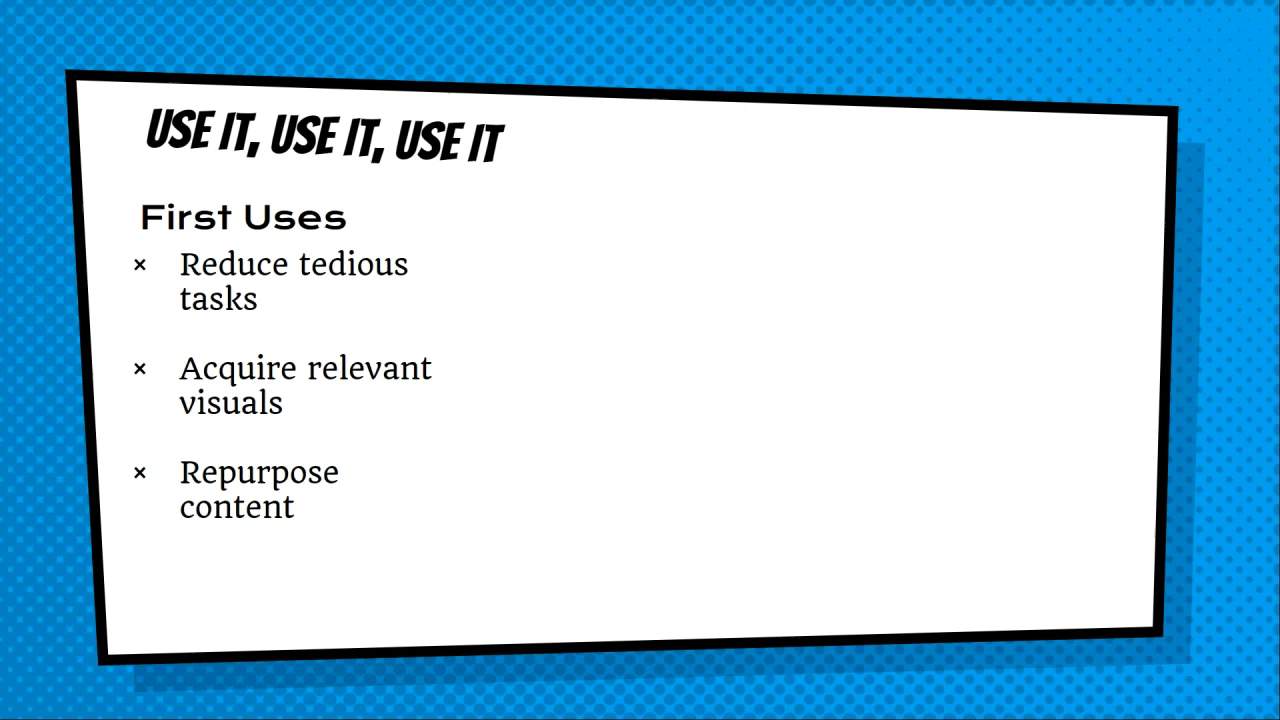 USE IT, USE IT, USE IT
First Uses
× Reduce tedious
tasks
× Acquire relevant
visuals
× Repurpose
content